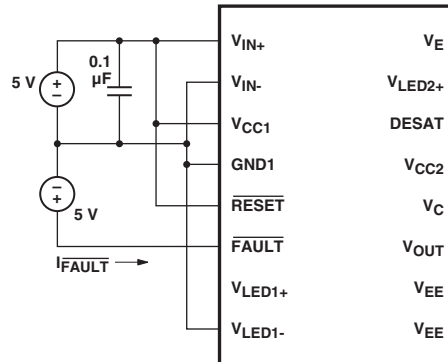 5 V
+
−
0.1
µF
−
+
5 V
I_FAULT
V_IN+
V_IN-
V_CC1
GND1
RESET
FAULT
V_LED1+
V_LED1-
V_E
V_LED2+
DESAT
V_CC2
V_C
V_OUT
V_EE
V_EE